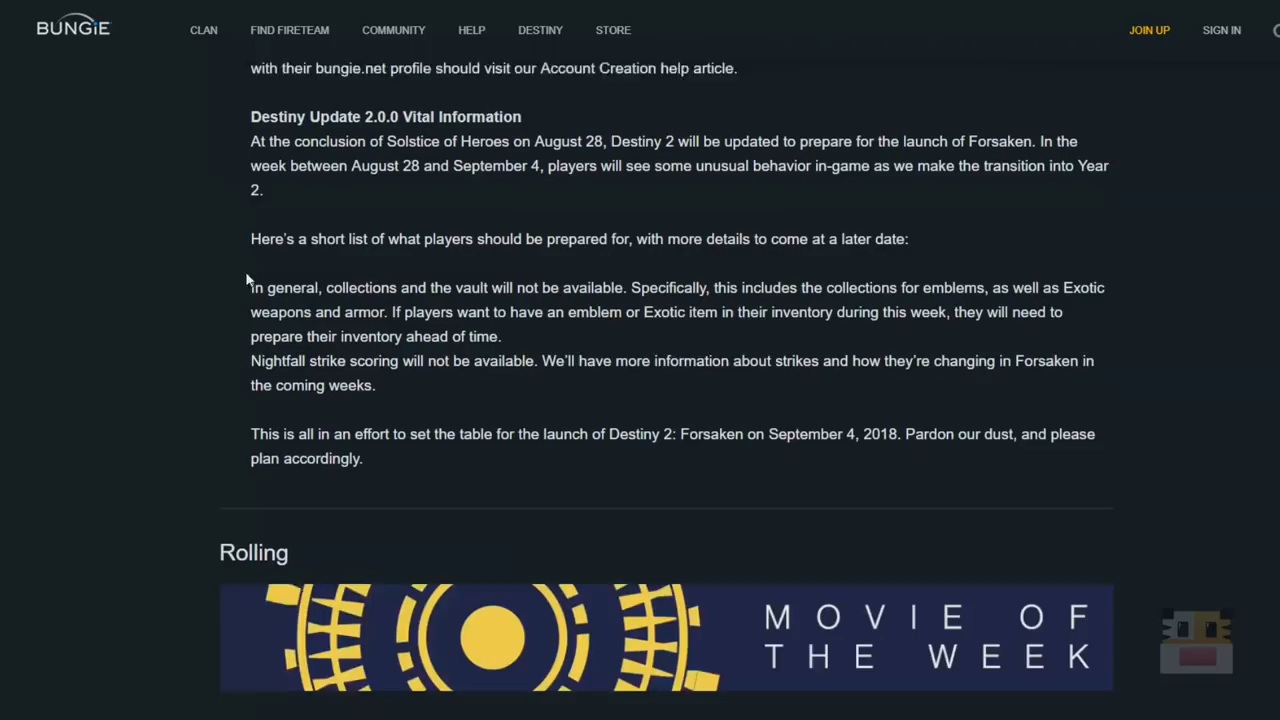 BUNGiE
CLAN
FIND FIRETEAM
COMMUNITY
HELP
DESTINY
STORE
JOIN UP
SIGN IN
with their bungie.net profile should visit our Account Creation help article.
Destiny Update 2.0.0 Vital Information
At the conclusion of Solstice of Heroes on August 28, Destiny 2 will be updated to prepare for the launch of Forsaken. In the
week between August 28 and September 4, players will see some unusual behavior in-game as we make the transition into Year
2.
Here’s a short list of what players should be prepared for, with more details to come at a later date:
In general, collections and the vault will not be available. Specifically, this includes the collections for emblems, as well as Exotic
weapons and armor. If players want to have an emblem or Exotic item in their inventory during this week, they will need to
prepare their inventory ahead of time.
Nightfall strike scoring will not be available. We’ll have more information about strikes and how they’re changing in Forsaken in
the coming weeks.
This is all in an effort to set the table for the launch of Destiny 2: Forsaken on September 4, 2018. Pardon our dust, and please
plan accordingly.
Rolling
MOVIE OF
THE WEEK